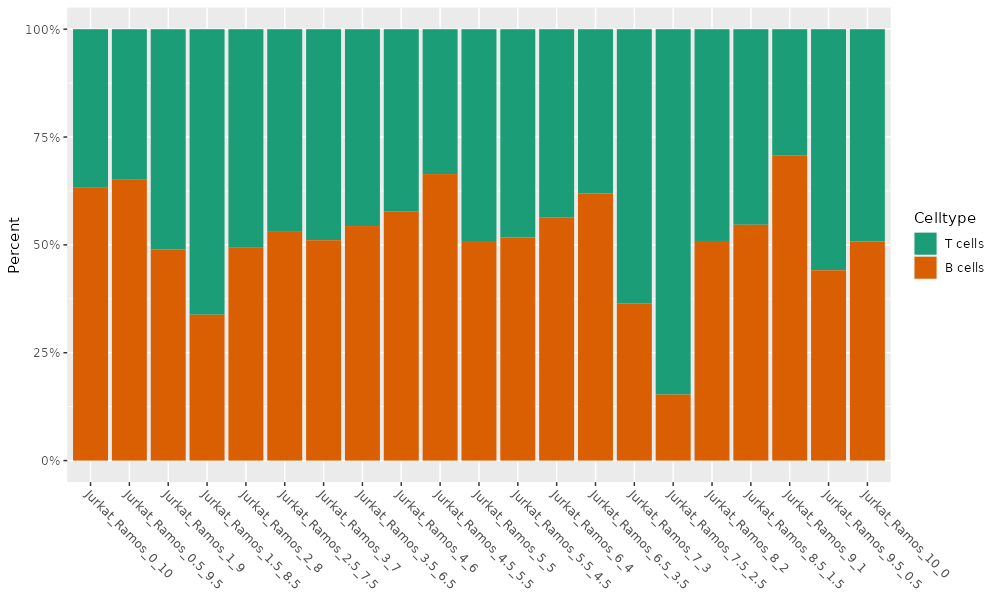 100%
75%
50%
25%
0%
Percent
Celltype
T cells
B cells
Jurkat_Ramos_0_10
Jurkat_Ramos_0.5_9.5
Jurkat_Ramos_1_9
Jurkat_Ramos_1.5_8.5
Jurkat_Ramos_2_8
Jurkat_Ramos_2.5_7.5
Jurkat_Ramos_3_7
Jurkat_Ramos_3.5_6.5
Jurkat_Ramos_4_6
Jurkat_Ramos_4.5_5.5
Jurkat_Ramos_5_5
Jurkat_Ramos_5.5_4.5
Jurkat_Ramos_6_4
Jurkat_Ramos_6.5_3.5
Jurkat_Ramos_7_3
Jurkat_Ramos_7.5_2.5
Jurkat_Ramos_8_2
Jurkat_Ramos_8.5_1.5
Jurkat_Ramos_9_1
Jurkat_Ramos_9.5_0.5
Jurkat_Ramos_10_0